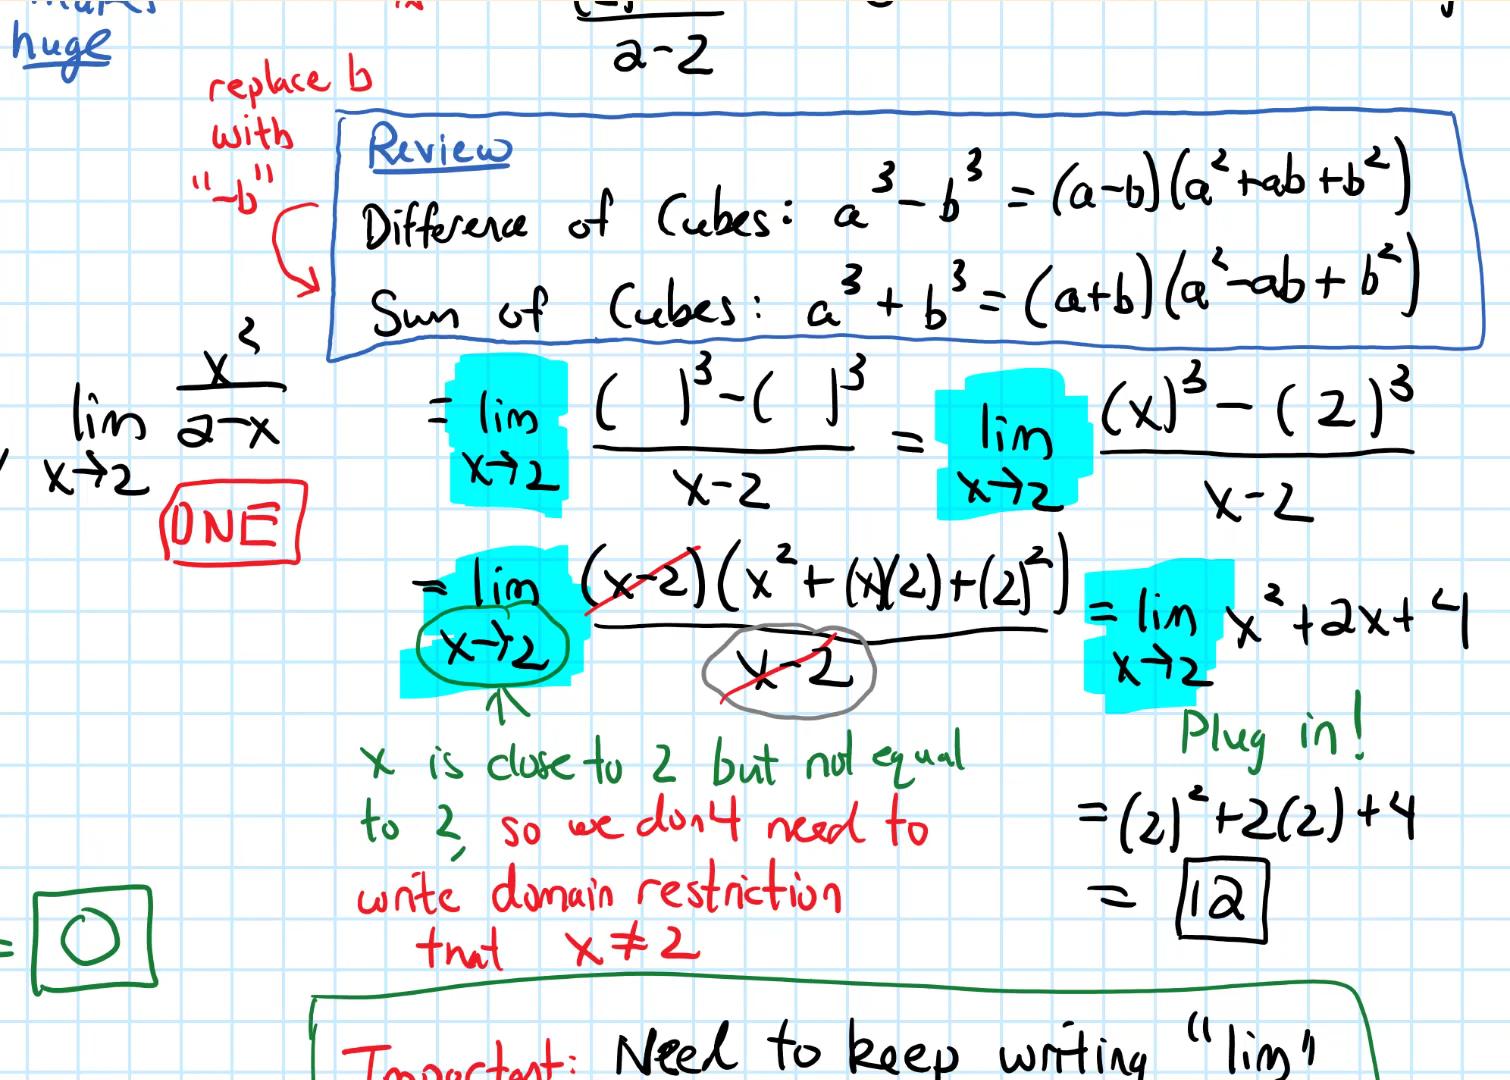 huge
a-2
replace b
with
"-b"
Review
Difference of Cubes: a³ - b³ = (a-b)(a²+ab+b²)
Sum of Cubes: a³ + b³ = (a+b)(a²-ab+b²)
lim x→2 x²/(2-x)
DNE
= lim x→2 (( )³ - ( )³)/(x-2) = lim x→2 ((x)³ - (2)³)/(x-2)
= lim x→2 ((x-2)(x² + (x)(2) + (2)²))/(x-2) = lim x→2 x² + 2x + 4
Plug in!
x is close to 2 but not equal
to 2, so we don4 need to
write domain restriction
that x ≠ 2
= (2)² + 2(2) + 4
= 12
= 0
Important: Need to keep writing "lim"